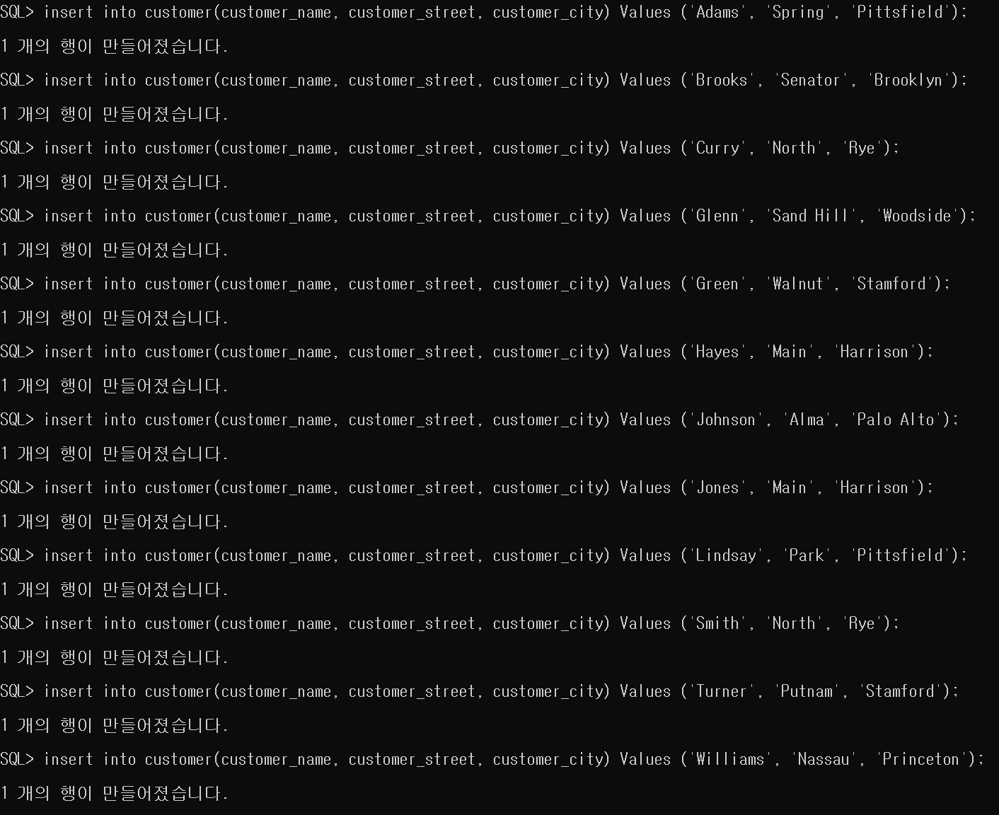 SQL> insert into customer(customer_name, customer_street, customer_city) Values ('Adams', 'Spring', 'Pittsfield');
1 개의 행이 만들어졌습니다.
SQL> insert into customer(customer_name, customer_street, customer_city) Values ('Brooks', 'Senator', 'Brooklyn');
1 개의 행이 만들어졌습니다.
SQL> insert into customer(customer_name, customer_street, customer_city) Values ('Curry', 'North', 'Rye');
1 개의 행이 만들어졌습니다.
SQL> insert into customer(customer_name, customer_street, customer_city) Values ('Glenn', 'Sand Hill', 'Woodside');
1 개의 행이 만들어졌습니다.
SQL> insert into customer(customer_name, customer_street, customer_city) Values ('Green', 'Walnut', 'Stamford');
1 개의 행이 만들어졌습니다.
SQL> insert into customer(customer_name, customer_street, customer_city) Values ('Hayes', 'Main', 'Harrison');
1 개의 행이 만들어졌습니다.
SQL> insert into customer(customer_name, customer_street, customer_city) Values ('Johnson', 'Alma', 'Palo Alto');
1 개의 행이 만들어졌습니다.
SQL> insert into customer(customer_name, customer_street, customer_city) Values ('Jones', 'Main', 'Harrison');
1 개의 행이 만들어졌습니다.
SQL> insert into customer(customer_name, customer_street, customer_city) Values ('Lindsay', 'Park', 'Pittsfield');
1 개의 행이 만들어졌습니다.
SQL> insert into customer(customer_name, customer_street, customer_city) Values ('Smith', 'North', 'Rye');
1 개의 행이 만들어졌습니다.
SQL> insert into customer(customer_name, customer_street, customer_city) Values ('Turner', 'Putnam', 'Stamford');
1 개의 행이 만들어졌습니다.
SQL> insert into customer(customer_name, customer_street, customer_city) Values ('Williams', 'Nassau', 'Princeton');
1 개의 행이 만들어졌습니다.